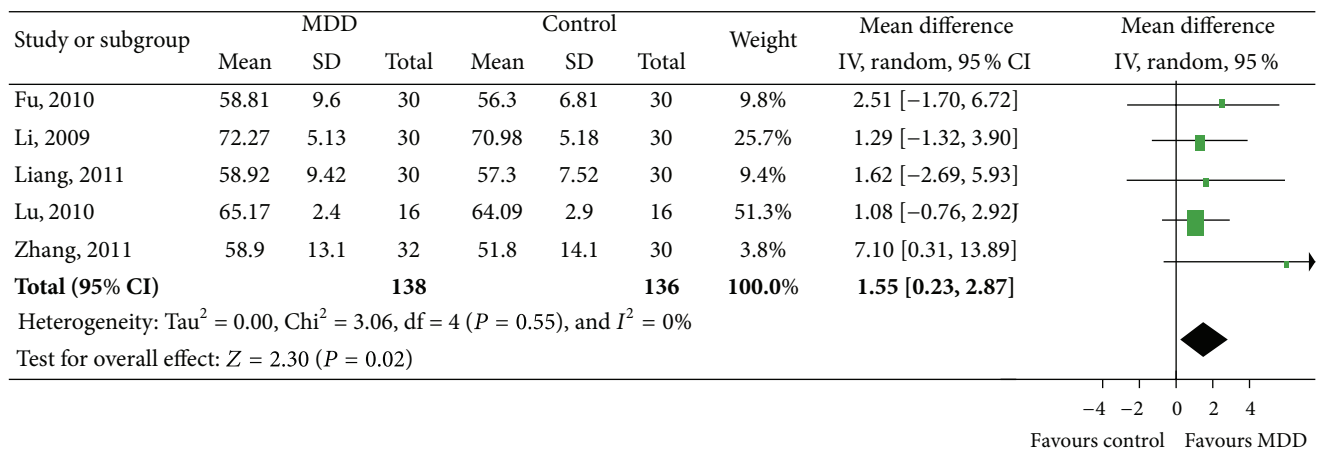 Study or subgroup MDD Control Weight Mean difference Mean difference
Mean SD Total Mean SD Total IV, random, 95% CI IV, random, 95%
Fu, 2010 58.81 9.6 30 56.3 6.81 30 9.8% 2.51 [−1.70, 6.72]
Li, 2009 72.27 5.13 30 70.98 5.18 30 25.7% 1.29 [−1.32, 3.90]
Liang, 2011 58.92 9.42 30 57.3 7.52 30 9.4% 1.62 [−2.69, 5.93]
Lu, 2010 65.17 2.4 16 64.09 2.9 16 51.3% 1.08 [−0.76, 2.92J
Zhang, 2011 58.9 13.1 32 51.8 14.1 30 3.8% 7.10 [0.31, 13.89]
Total (95% CI) 138 136 100.0% 1.55 [0.23, 2.87]
Heterogeneity: Tau² = 0.00, Chi² = 3.06, df = 4 (P = 0.55), and I² = 0%
Test for overall effect: Z = 2.30 (P = 0.02)
−4 −2 0 2 4
Favours control Favours MDD